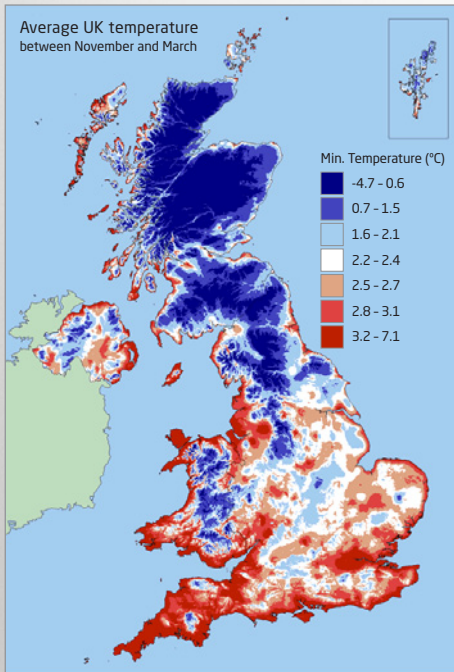 Average UK temperature
between November and March
Min. Temperature (°C)
-4.7 - 0.6
0.7 - 1.5
1.6 - 2.1
2.2 - 2.4
2.5 - 2.7
2.8 - 3.1
3.2 - 7.1